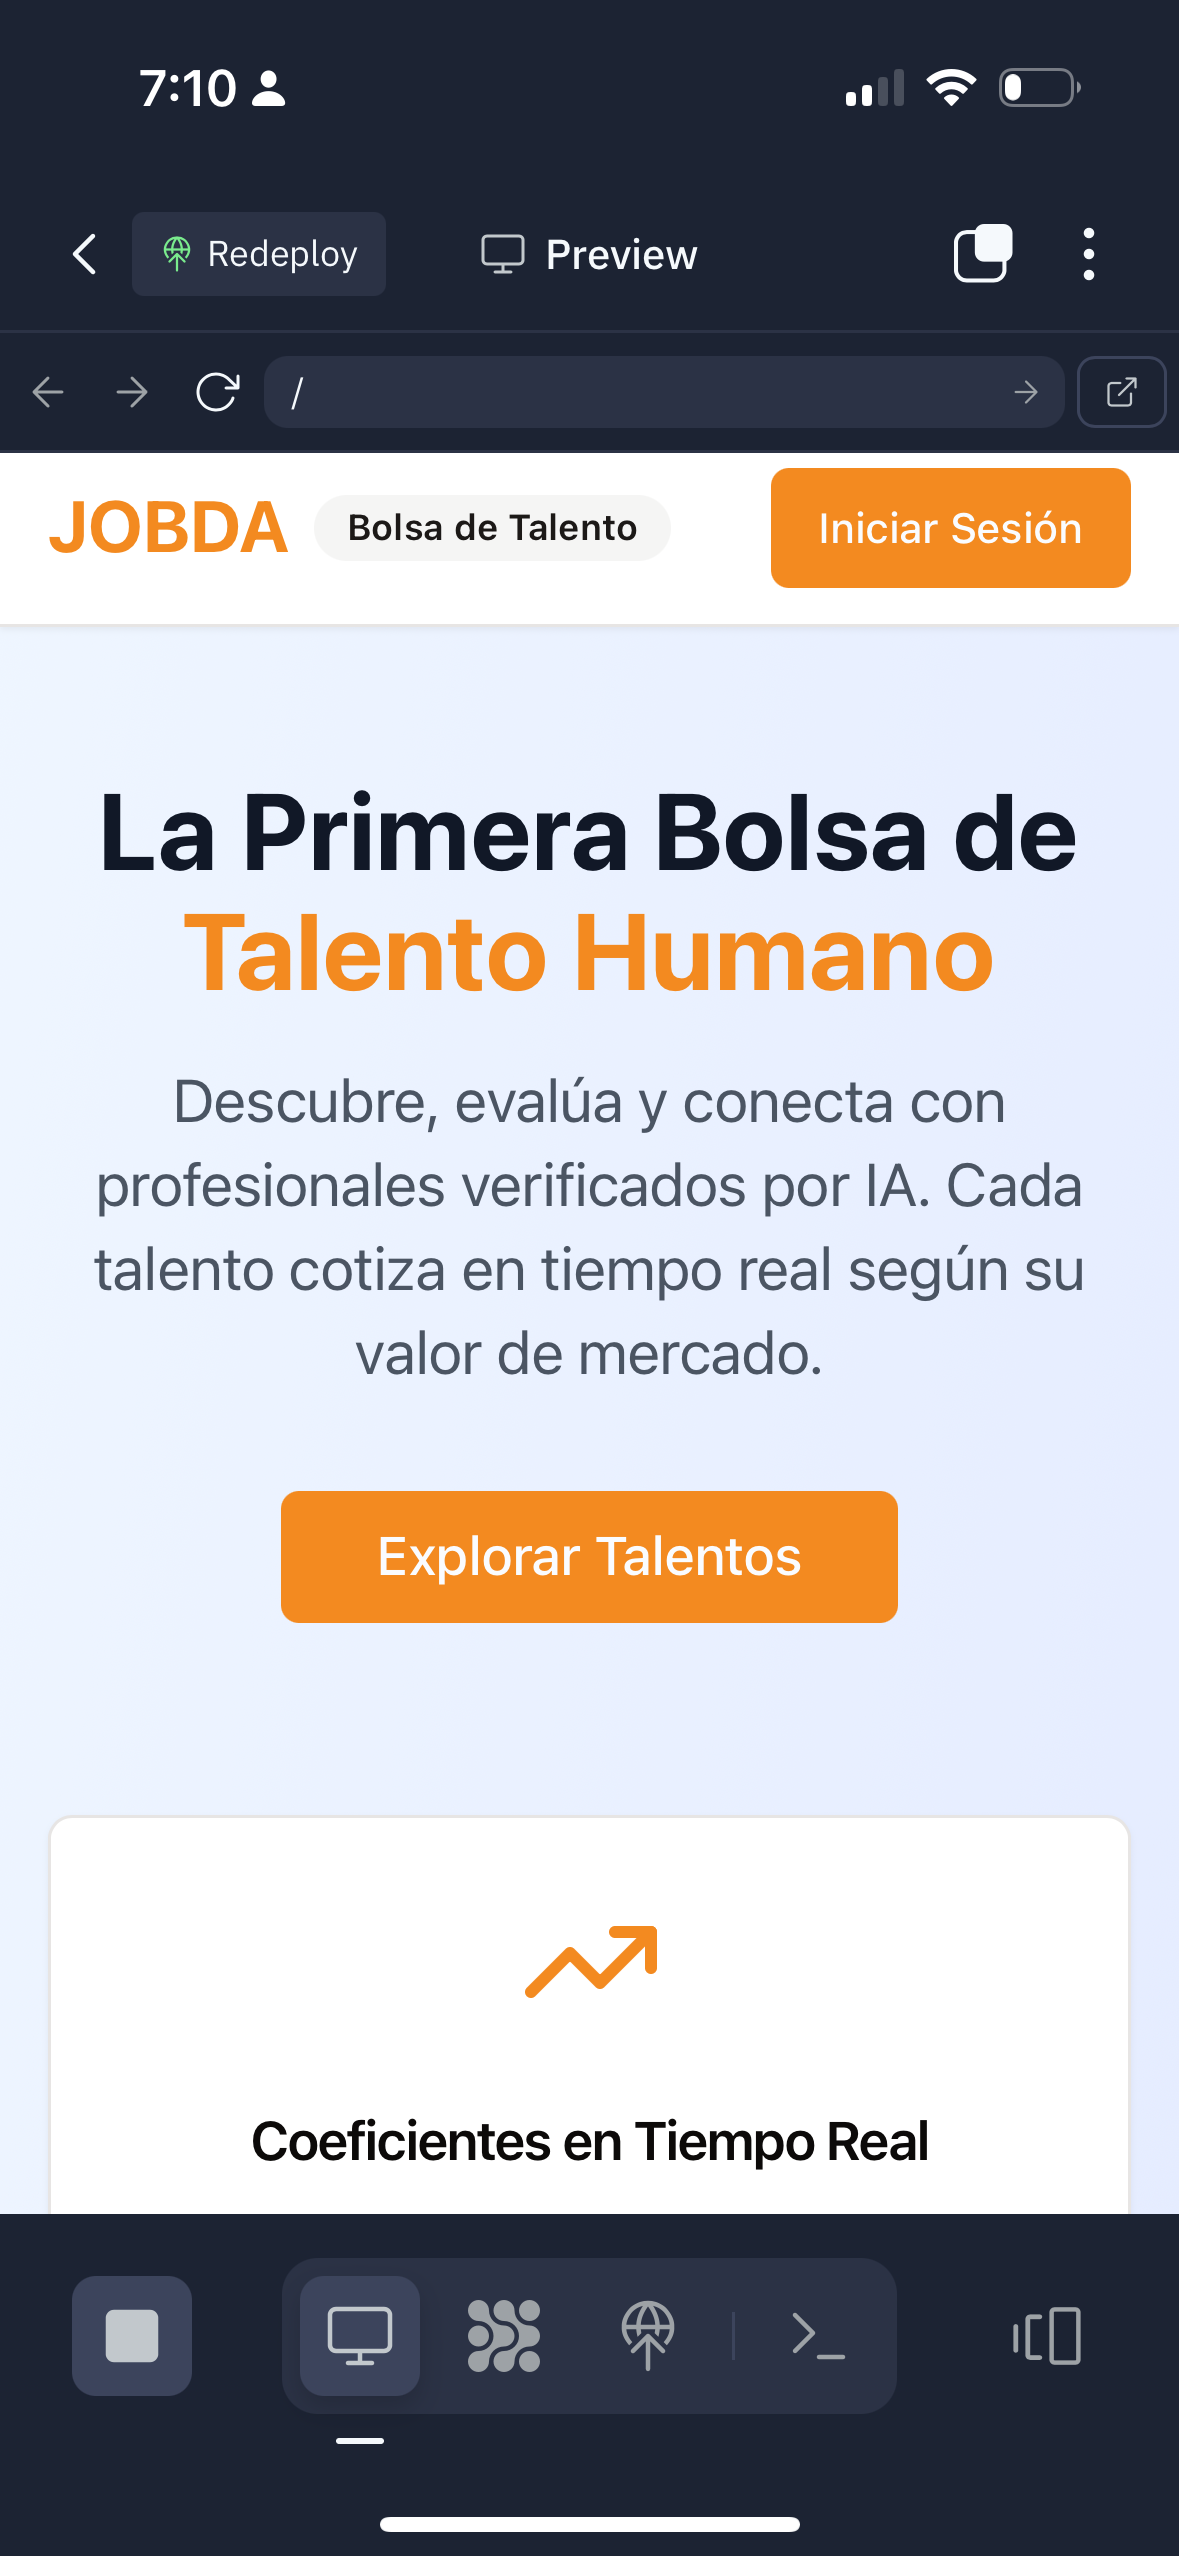 7:10
Redeploy
Preview
/
JOBDA
Bolsa de Talento
Iniciar Sesión
La Primera Bolsa de
Talento Humano
Descubre, evalúa y conecta con
profesionales verificados por IA. Cada
talento cotiza en tiempo real según su
valor de mercado.
Explorar Talentos
Coeficientes en Tiempo Real